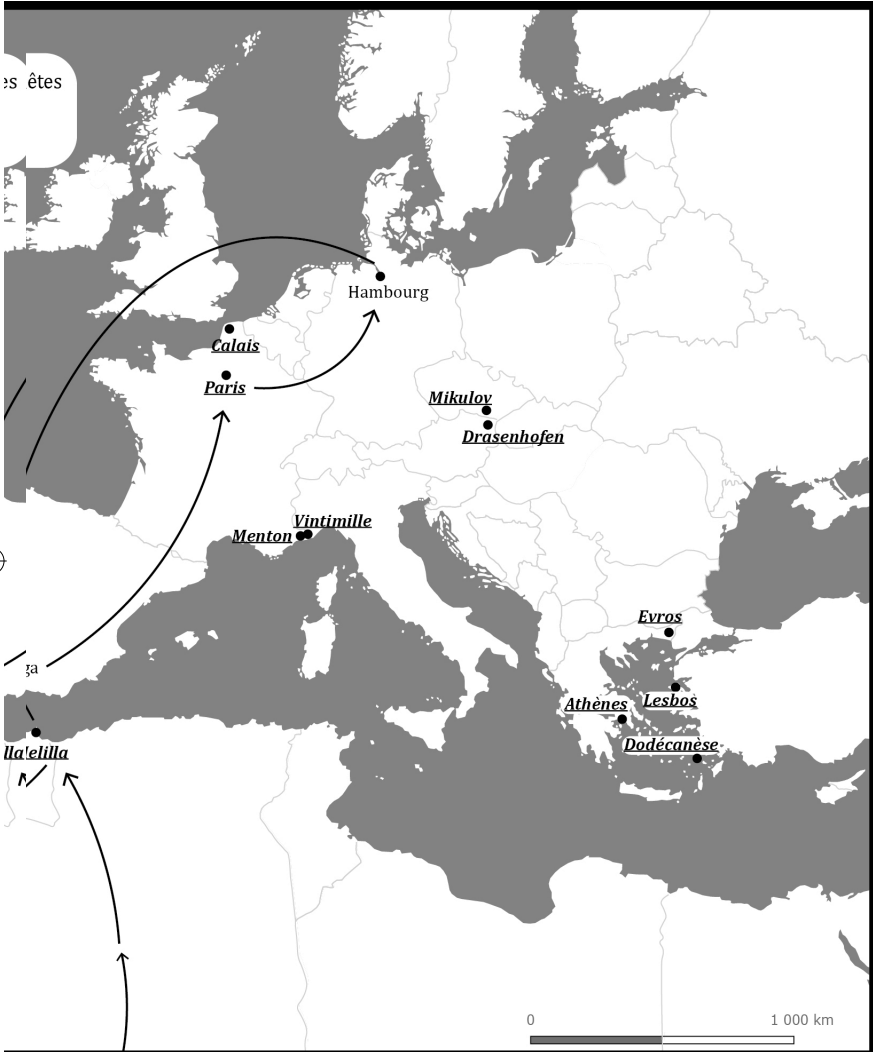 êtes
Hambourg
Calais
Paris
Mikulov
Drasenhofen
Vintimille
Menton
Evros
Lesbos
Athènes
Dodécanèse
0 1 000 km